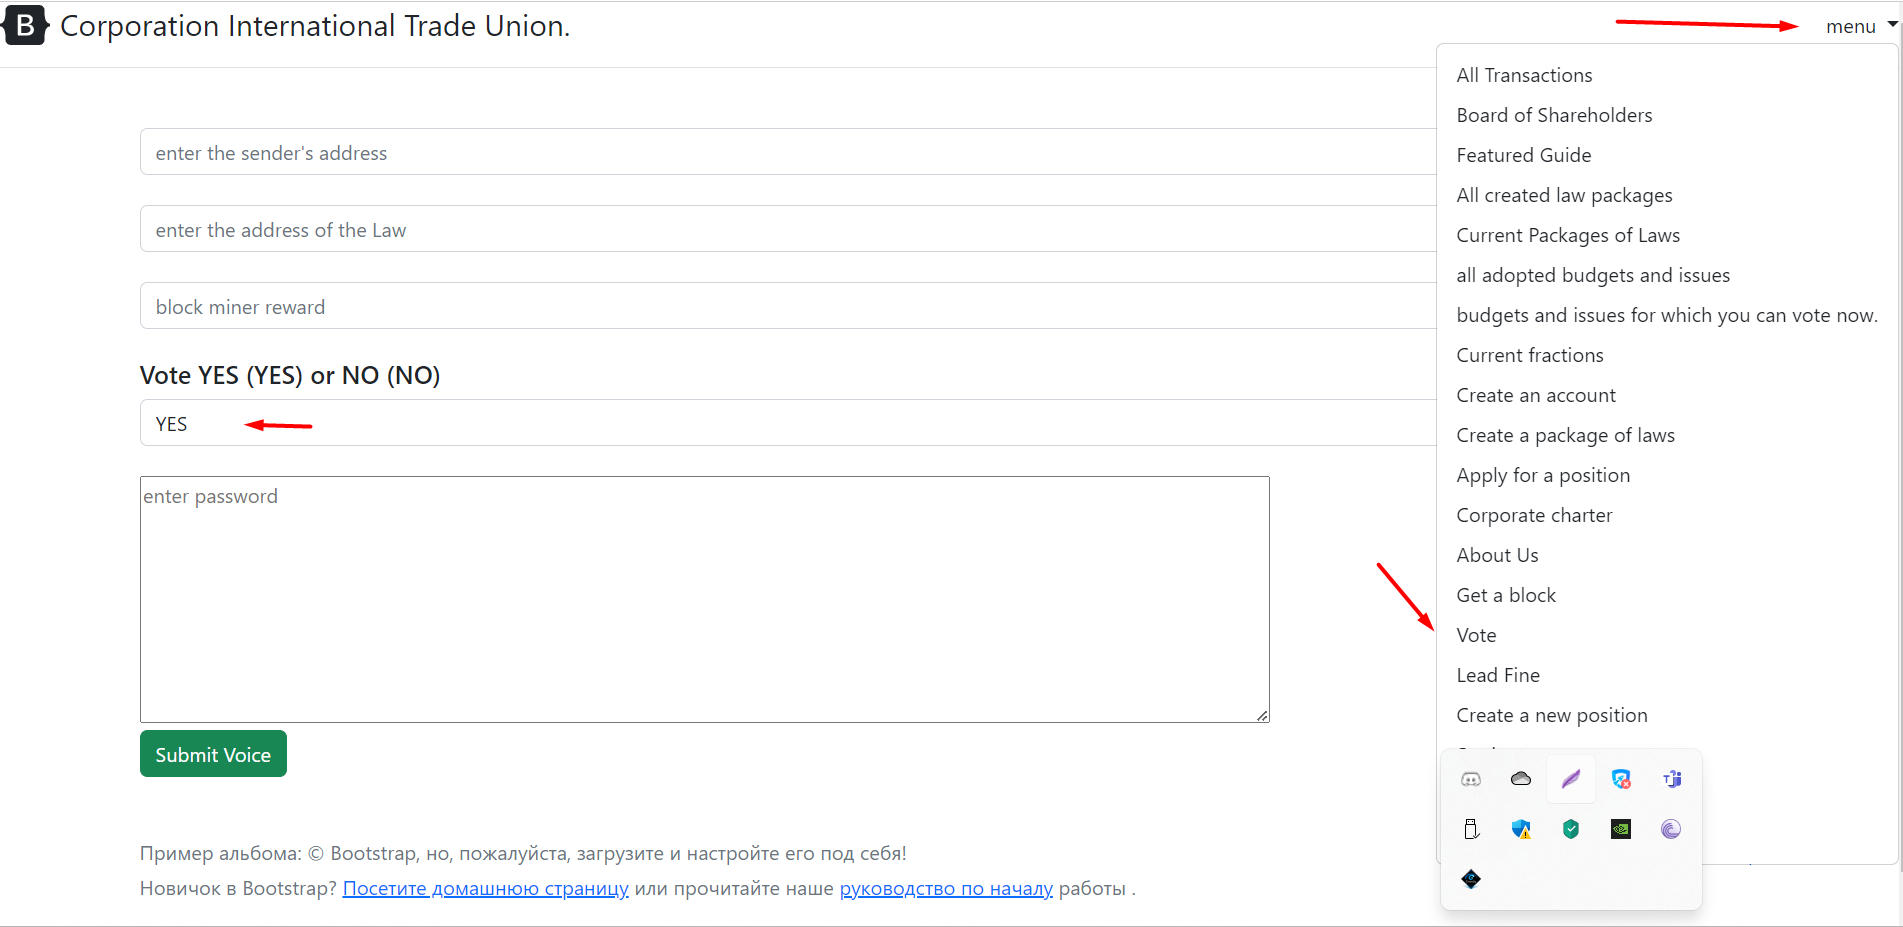 B Corporation International Trade Union.
menu
enter the sender's address
enter the address of the Law
block miner reward
Vote YES (YES) or NO (NO)
YES
enter password
Submit Voice
All Transactions
Board of Shareholders
Featured Guide
All created law packages
Current Packages of Laws
all adopted budgets and issues
budgets and issues for which you can vote now.
Current fractions
Create an account
Create a package of laws
Apply for a position
Corporate charter
About Us
Get a block
Vote
Lead Fine
Create a new position
Пример альбома: © Bootstrap, но, пожалуйста, загрузите и настройте его под себя!
Новичок в Bootstrap? Посетите домашнюю страницу или прочитайте наше руководство по началу работы .